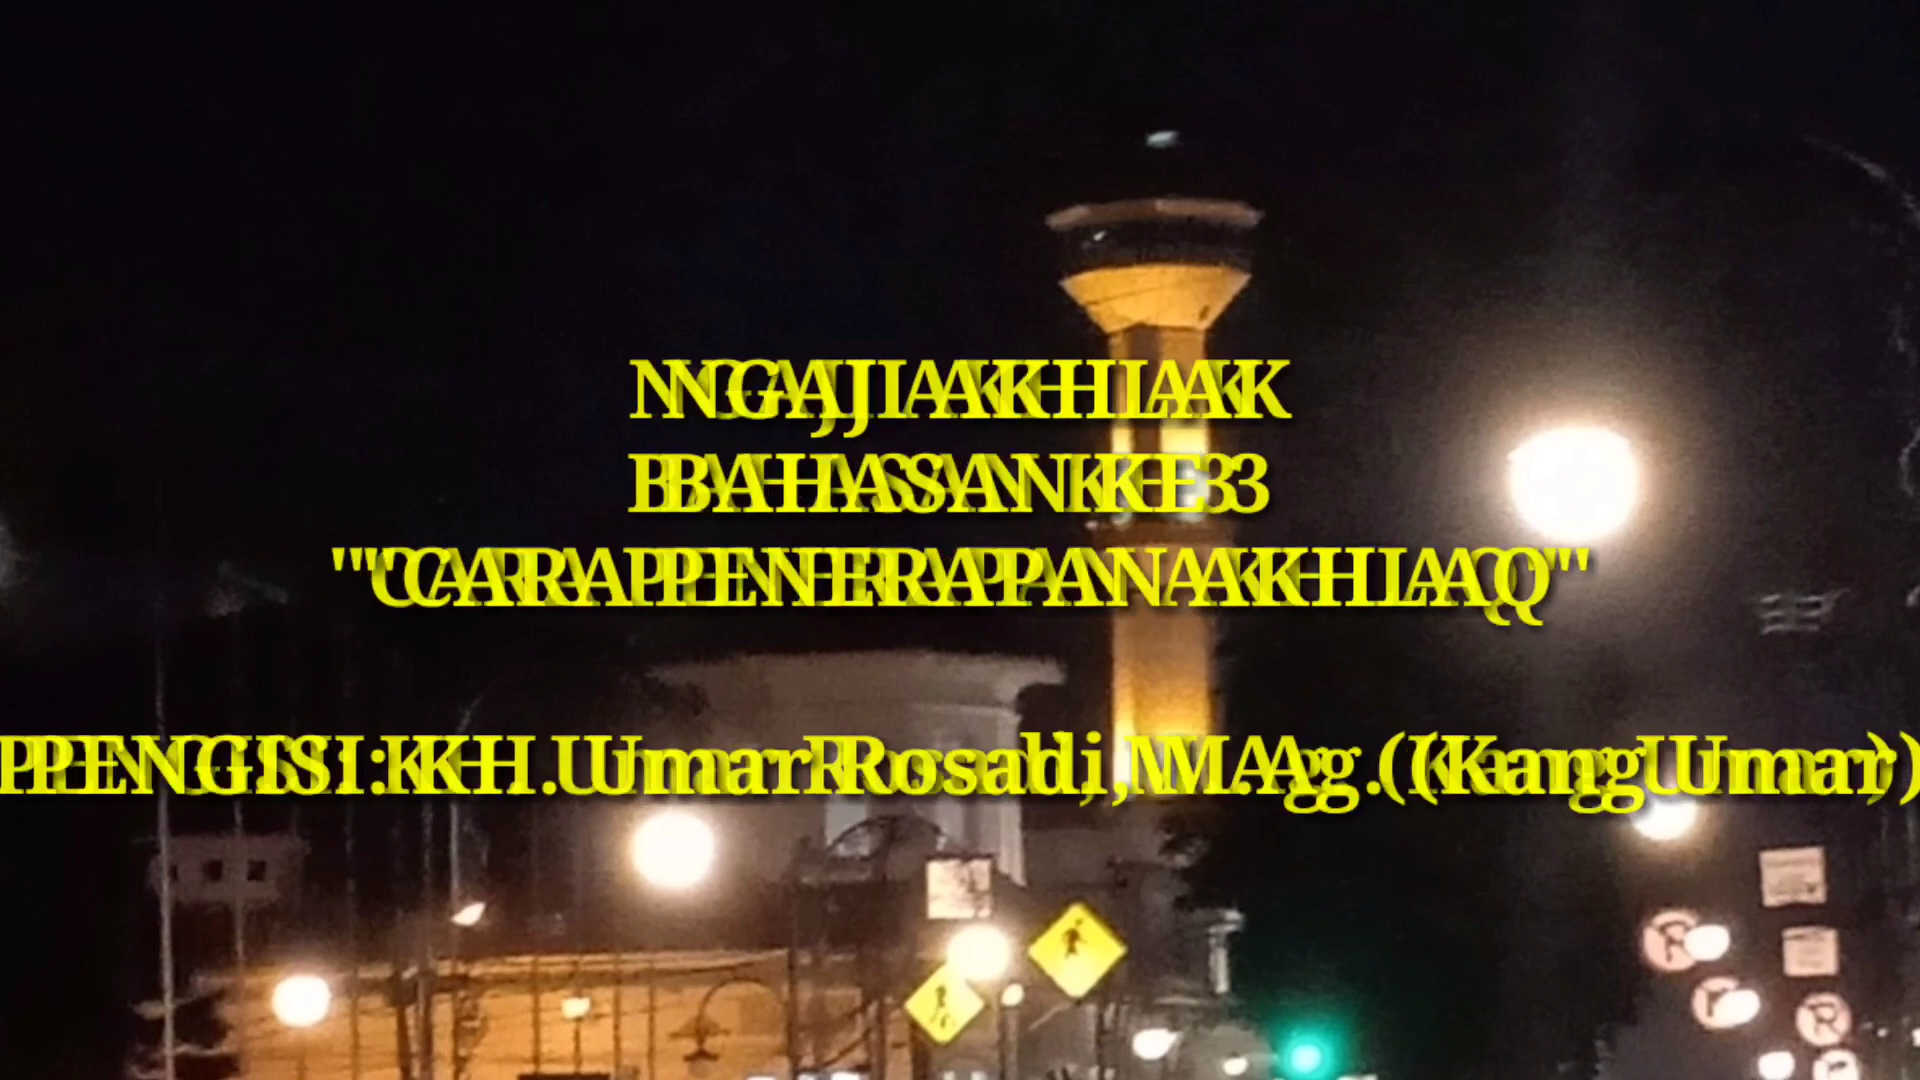 NGAJI AKHLAK
BAHASAN KE 3
"CARA PENERAPAN AKHLAQ"
PENGISI : KH. Umar Rosadi, M.Ag. (Kang Umar)